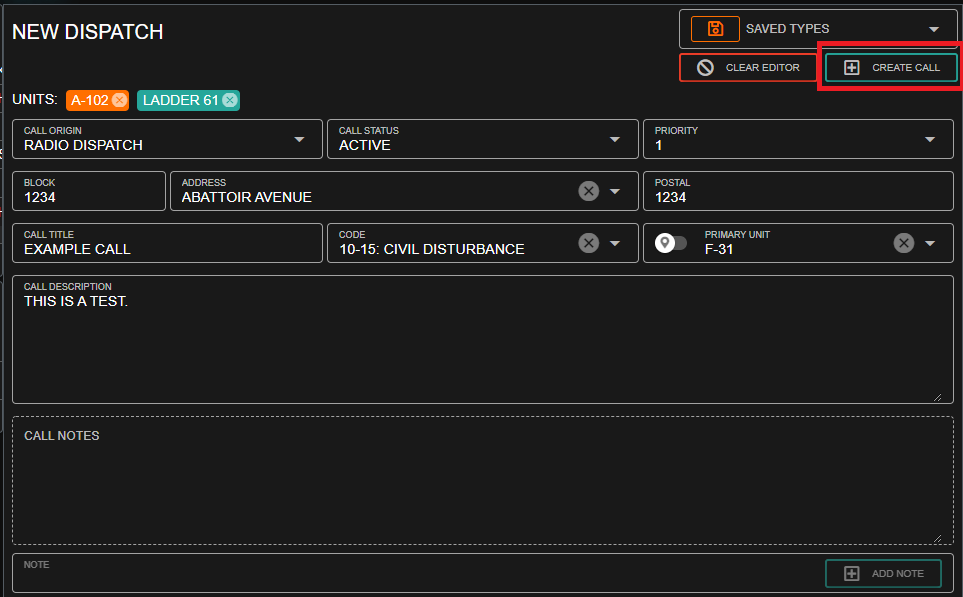 NEW DISPATCH
SAVED TYPES
CLEAR EDITOR
CREATE CALL
UNITS: A-102 LADDER 61
CALL ORIGIN
RADIO DISPATCH
CALL STATUS
ACTIVE
PRIORITY
1
BLOCK
1234
ADDRESS
ABATTOIR AVENUE
POSTAL
1234
CALL TITLE
EXAMPLE CALL
CODE
10-15: CIVIL DISTURBANCE
PRIMARY UNIT
F-31
CALL DESCRIPTION
THIS IS A TEST.
CALL NOTES
NOTE
ADD NOTE